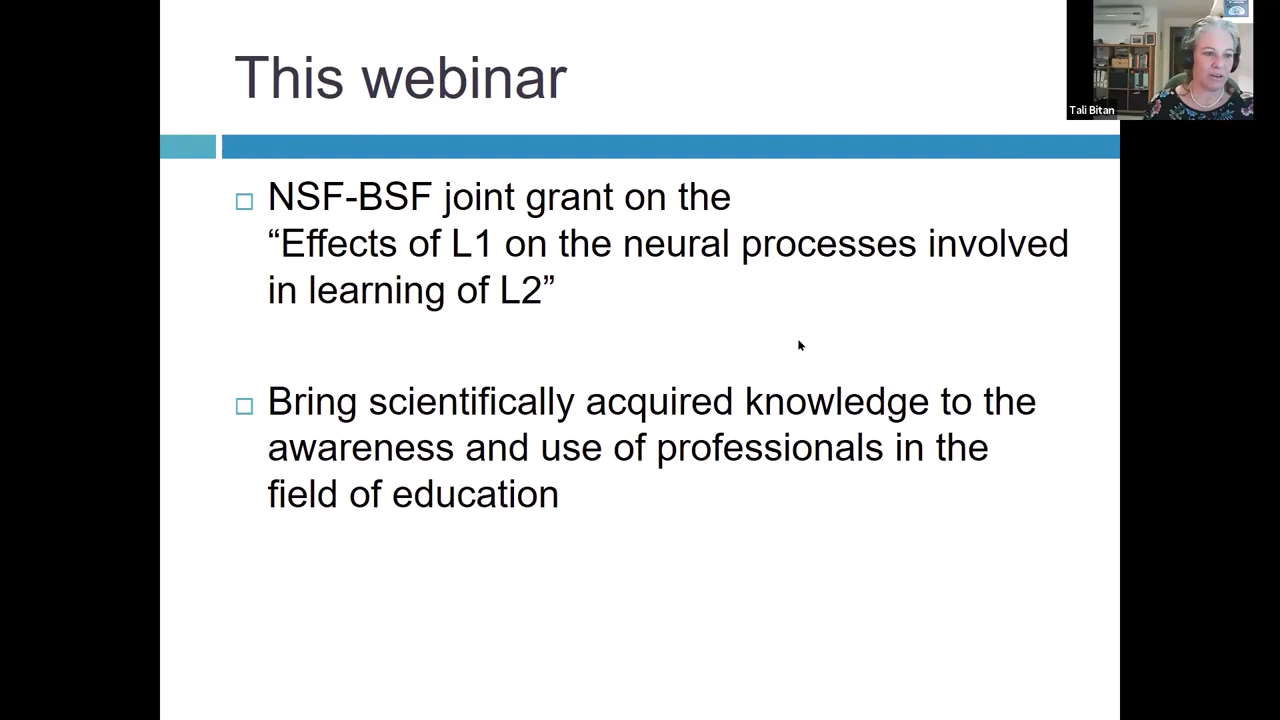 This webinar
Tali Bitan
NSF-BSF joint grant on the
“Effects of L1 on the neural processes involved
in learning of L2”
Bring scientifically acquired knowledge to the
awareness and use of professionals in the
field of education